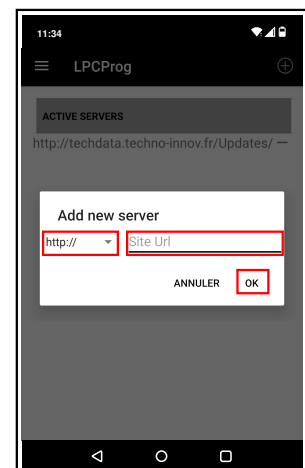 11:34
LPCProg
ACTIVE SERVERS
http://techdata.techno-innov.fr/Updates/
Add new server
http:// Site Url
ANNULER OK